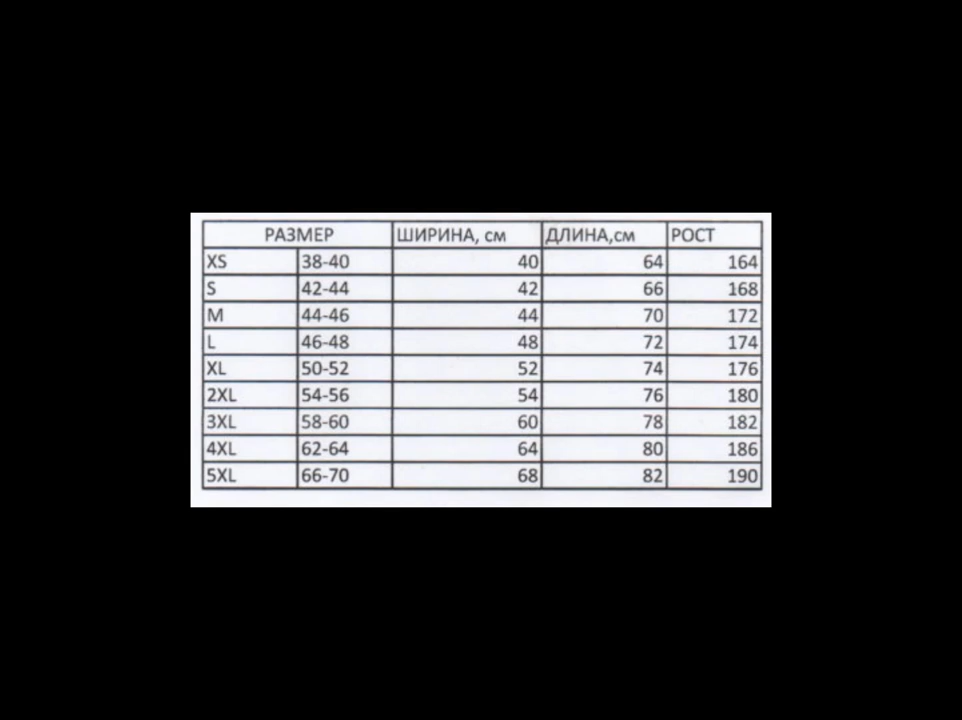 РАЗМЕР ШИРИНА, см ДЛИНА,см РОСТ
XS 38-40 40 64 164
S 42-44 42 66 168
M 44-46 44 70 172
L 46-48 48 72 174
XL 50-52 52 74 176
2XL 54-56 54 76 180
3XL 58-60 60 78 182
4XL 62-64 64 80 186
5XL 66-70 68 82 190